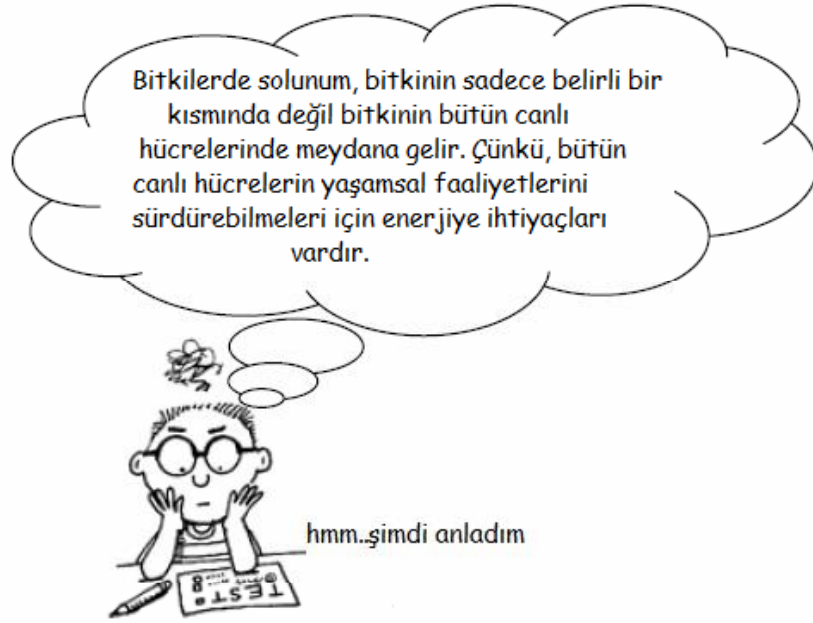 Bitkilerde solunum, bitkinin sadece belirli bir
kısmında değil bitkinin bütün canlı
hücrelerinde meydana gelir. Çünkü, bütün
canlı hücrelerin yaşamsal faaliyetlerini
sürdürebilmeleri için enerjiye ihtiyaçları
vardır.
hmm..şimdi anladım
TEST